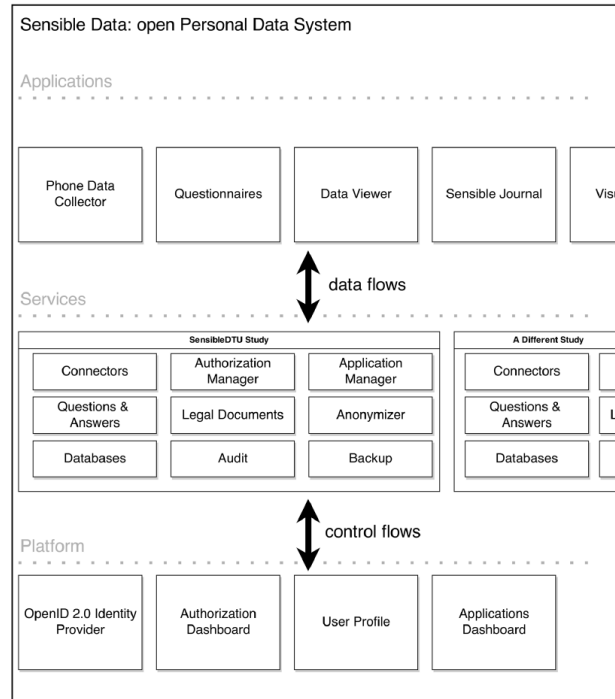 Sensible Data: open Personal Data System
Applications
Phone Data
Collector
Questionnaires
Data Viewer
Sensible Journal
data flows
Services
SensibleDTU Study
Connectors
Authorization
Manager
Application
Manager
Questions &
Answers
Legal Documents
Anonymizer
Databases
Audit
Backup
A Different Study
Connectors
Questions &
Answers
Databases
control flows
Platform
OpenID 2.0 Identity
Provider
Authorization
Dashboard
User Profile
Applications
Dashboard